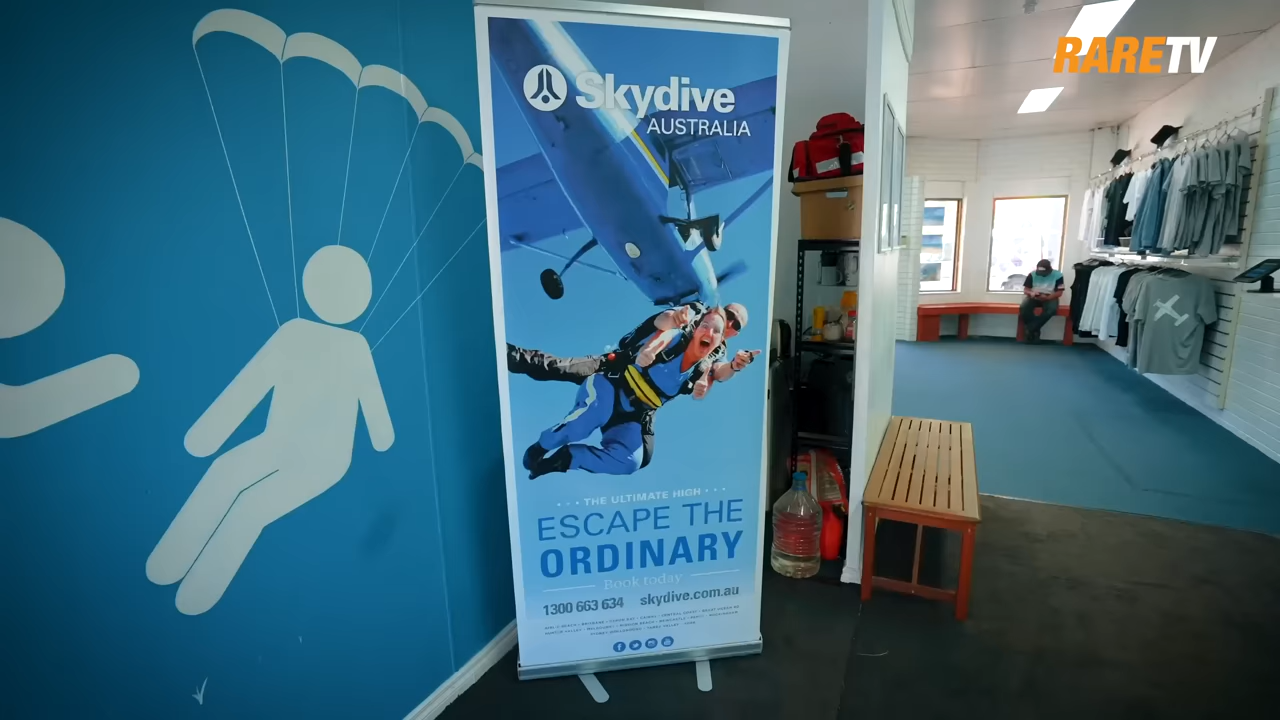 RARETV
Skydive
AUSTRALIA
• • • THE ULTIMATE HIGH • • •
ESCAPE THE
ORDINARY
Book today
1300 663 634 skydive.com.au